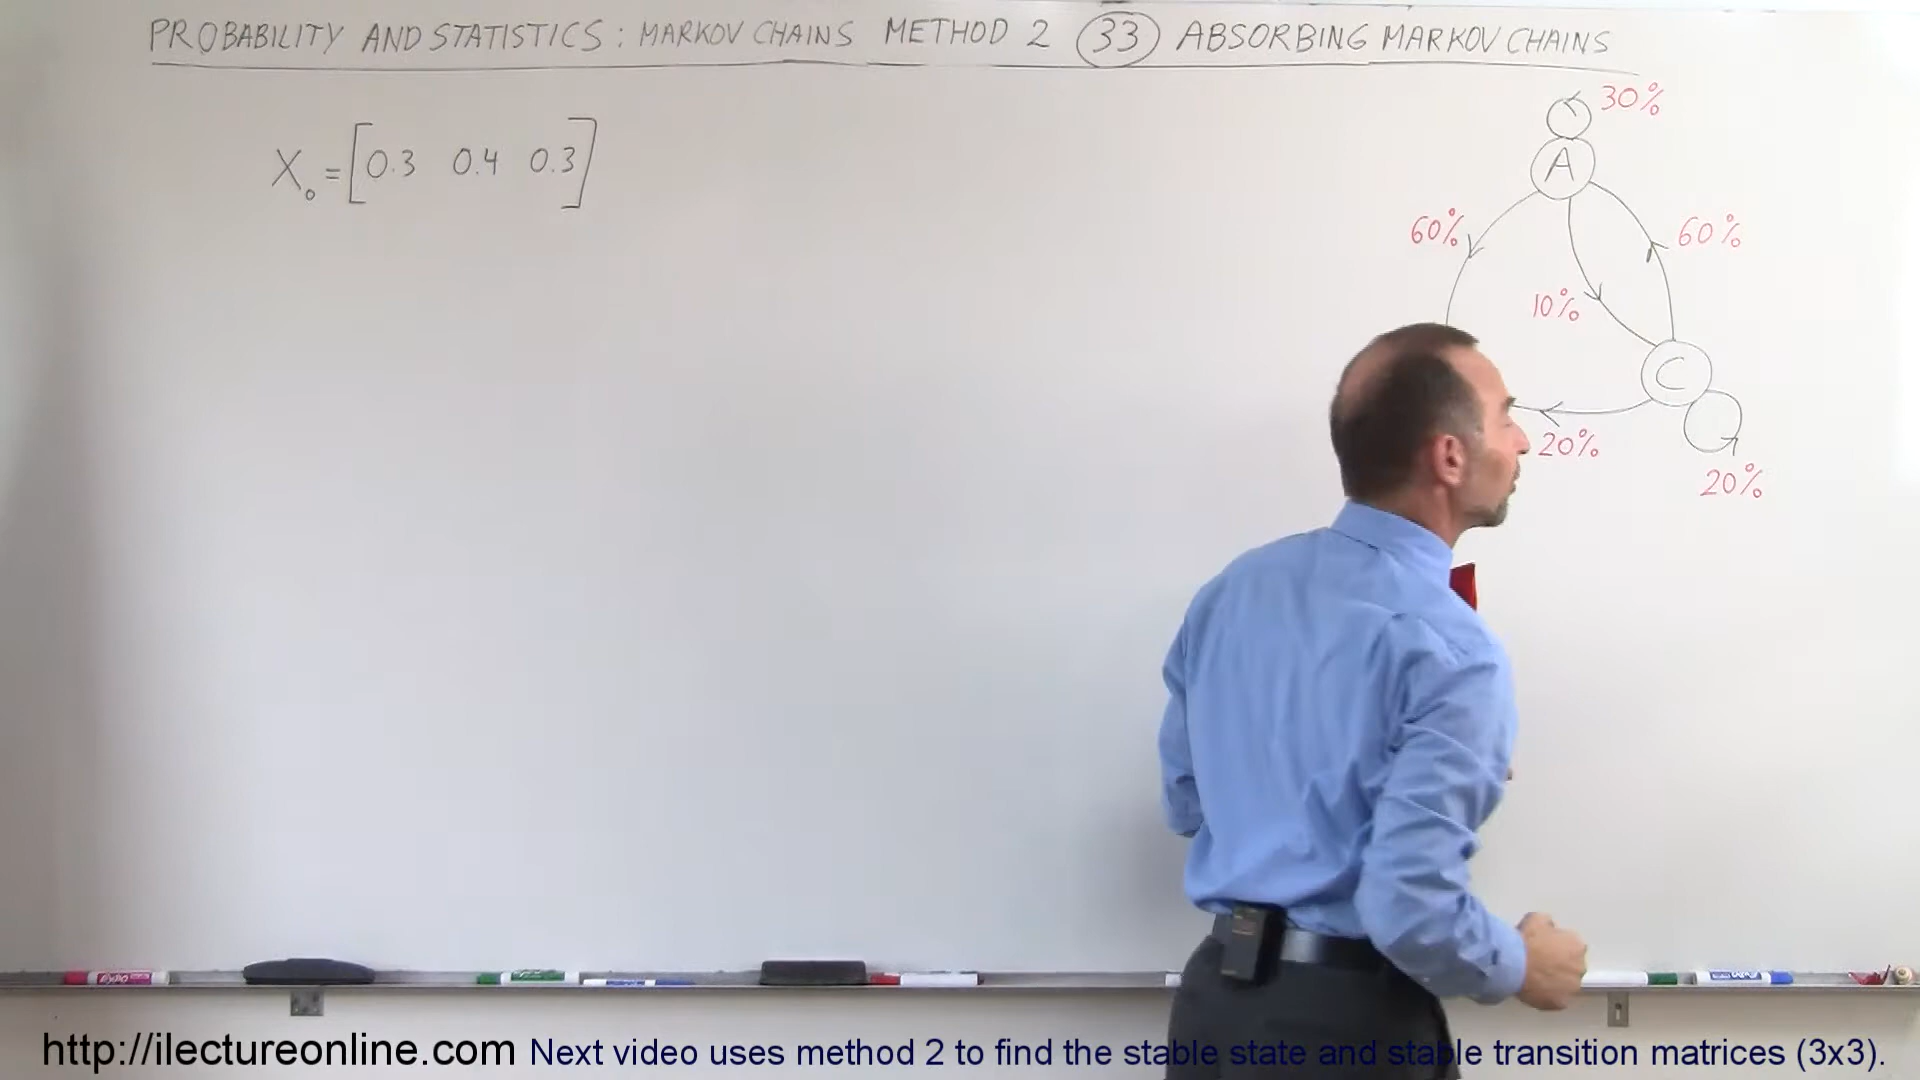 PROBABILITY AND STATISTICS : MARKOV CHAINS METHOD 2 33 ABSORBING MARKOV CHAINS
X₀ = [0.3 0.4 0.3]
30%
A
60%
60%
10%
C
20%
20%
EXPO
http://ilectureonline.com Next video uses method 2 to find the stable state and stable transition matrices (3x3).